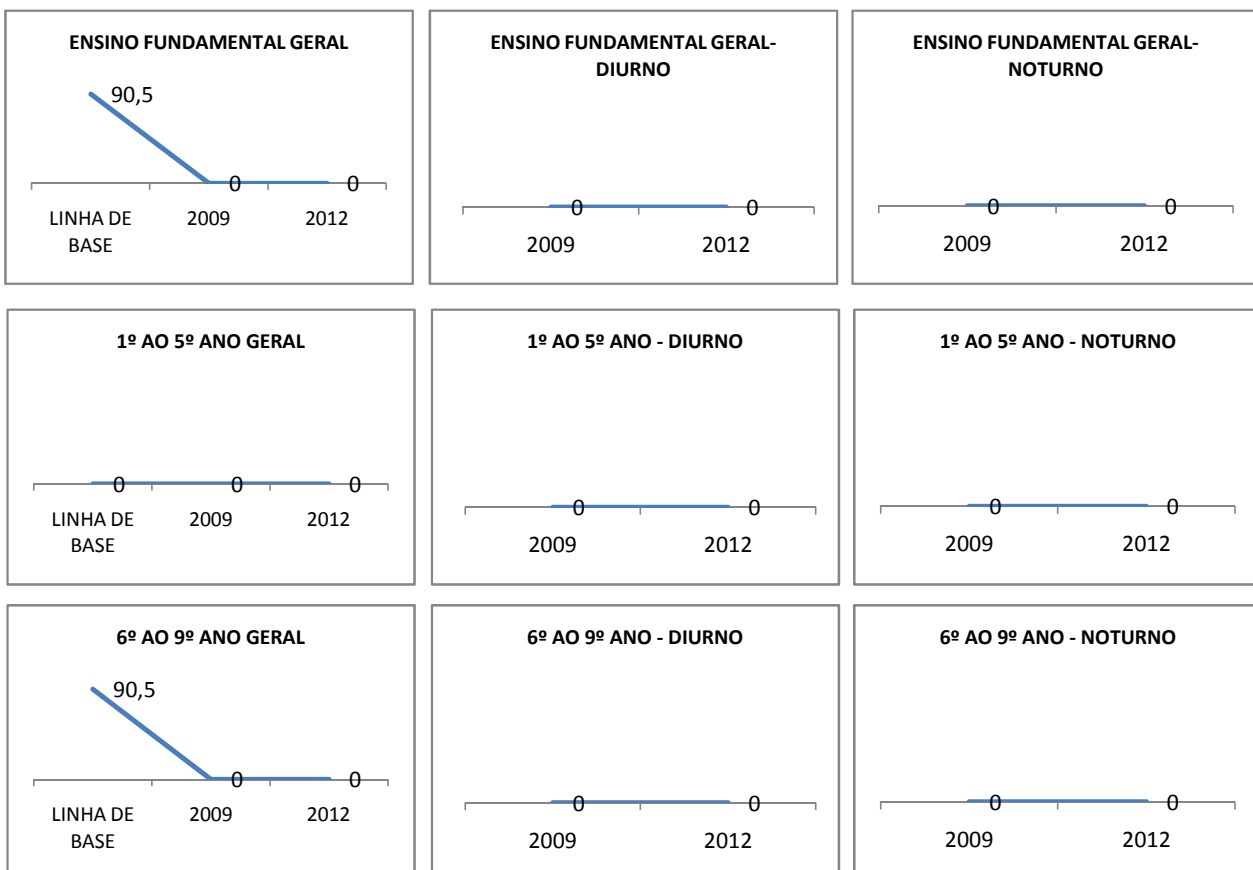 ENSINO FUNDAMENTAL GERAL
90,5
0
0
LINHA DE
BASE
2009
2012
ENSINO FUNDAMENTAL GERAL-
DIURNO
0
0
2009
2012
ENSINO FUNDAMENTAL GERAL-
NOTURNO
0
0
2009
2012
1º AO 5º ANO GERAL
0
0
0
LINHA DE
BASE
2009
2012
1º AO 5º ANO - DIURNO
0
0
2009
2012
1º AO 5º ANO - NOTURNO
0
0
2009
2012
6º AO 9º ANO GERAL
90,5
0
0
LINHA DE
BASE
2009
2012
6º AO 9º ANO - DIURNO
0
0
2009
2012
6º AO 9º ANO - NOTURNO
0
0
2009
2012